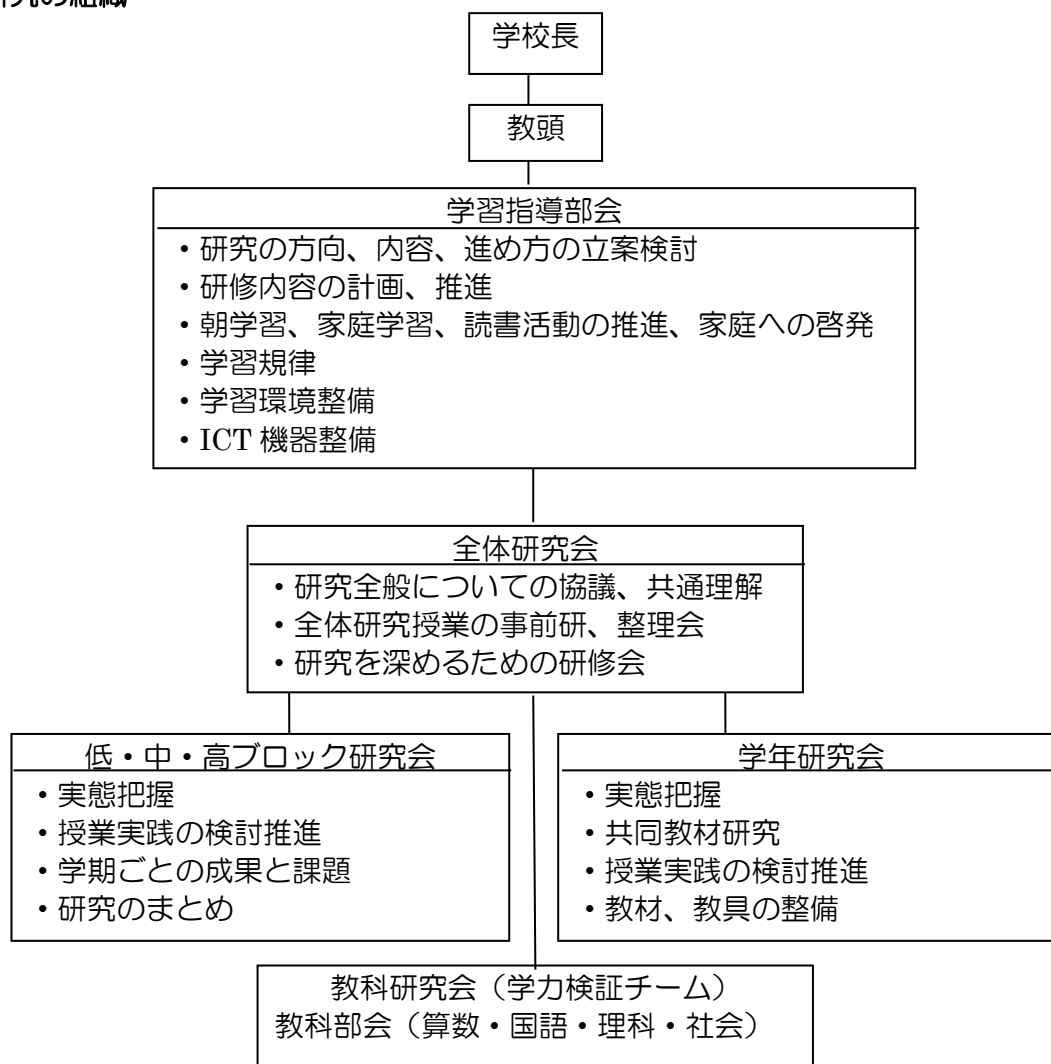 の組織
学校長
教頭
学習指導部会
・研究の方向、内容、進め方の立案検討
・研修内容の計画、推進
・朝学習、家庭学習、読書活動の推進、家庭への啓発
・学習規律
・学習環境整備
・ICT 機器整備
全体研究会
・研究全般についての協議、共通理解
・全体研究授業の事前研、整理会
・研究を深めるための研修会
低・中・高ブロック研究会
・実態把握
・授業実践の検討推進
・学期ごとの成果と課題
・研究のまとめ
学年研究会
・実態把握
・共同教材研究
・授業実践の検討推進
・教材、教具の整備
教科研究会（学力検証チーム）
教科部会（算数・国語・理科・社会）